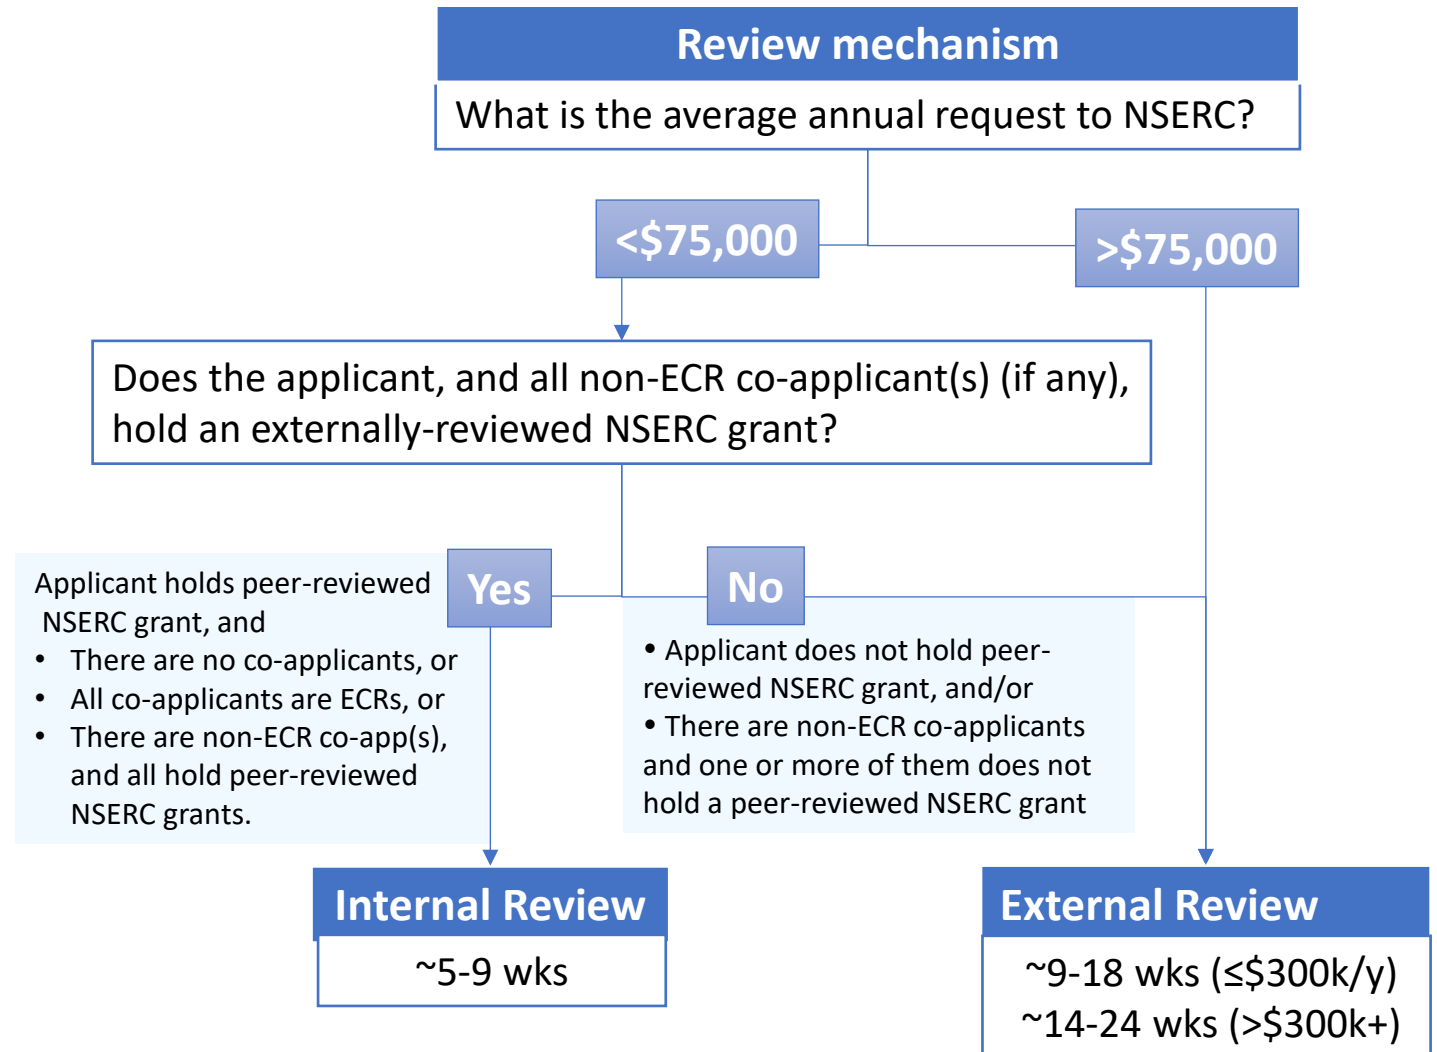 Review mechanism
What is the average annual request to NSERC?
<$75,000
>$75,000
Does the applicant, and all non-ECR co-applicant(s) (if any),
hold an externally-reviewed NSERC grant?
Yes
Applicant holds peer-reviewed
NSERC grant, and
• There are no co-applicants, or
• All co-applicants are ECRs, or
• There are non-ECR co-app(s),
and all hold peer-reviewed
NSERC grants.
No
• Applicant does not hold peer-
reviewed NSERC grant, and/or
• There are non-ECR co-applicants
and one or more of them does not
hold a peer-reviewed NSERC grant
Internal Review
~5-9 wks
External Review
~9-18 wks (≤$300k/y)
~14-24 wks (>$300k+)